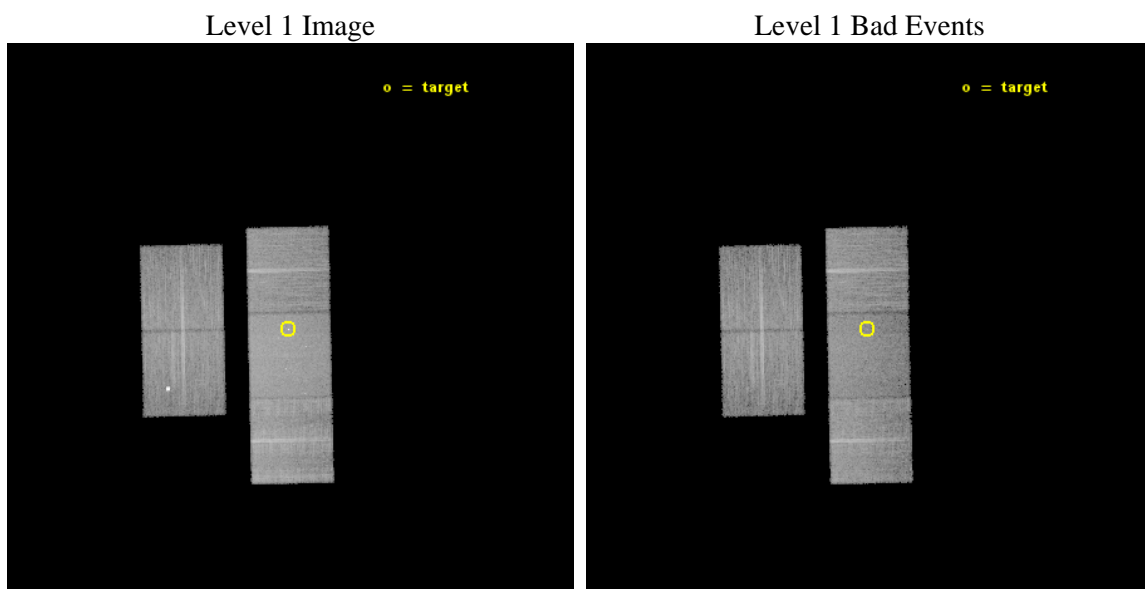 Level 1 Image
Level 1 Bad Events
o = target
o = target